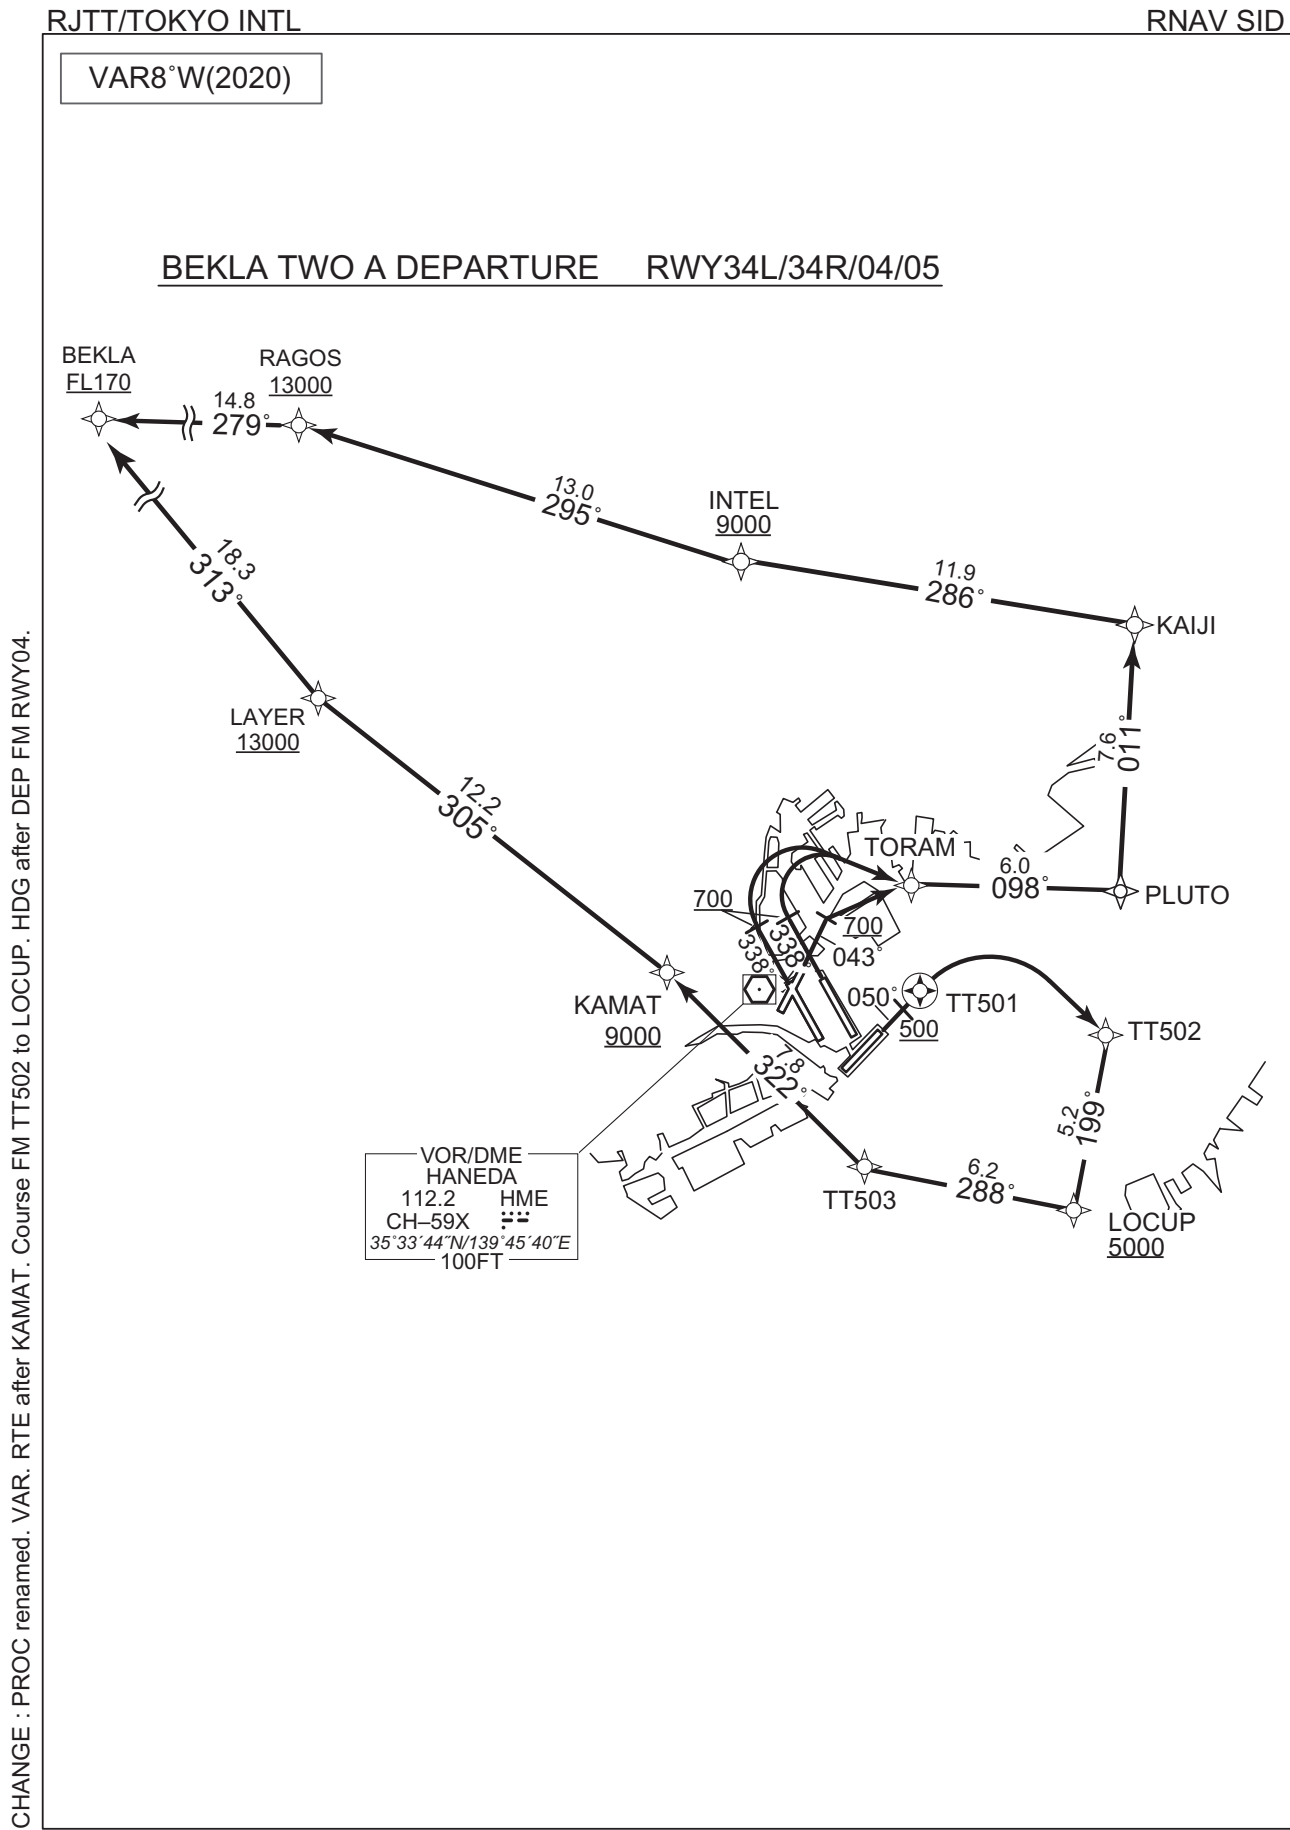 RJTT/TOKYO INTL
RNAV SID
VAR8°W(2020)
BEKLA TWO A DEPARTURE RWY34L/34R/04/05
BEKLA
FL170
RAGOS
13000
14.8
279°
13.0
295°
INTEL
9000
11.9
286°
KAIJI
18.3
313°
LAYER
13000
7.6
011°
12.2
305°
TORAM
6.0
098°
PLUTO
700
700
338°
338°
043°
KAMAT
9000
050°
500
TT501
TT502
7.8
322°
5.2
199°
TT503
6.2
288°
LOCUP
5000
VOR/DME
HANEDA
112.2 HME
CH–59X
35°33´44˝N/139°45´40˝E
100FT
CHANGE : PROC renamed. VAR. RTE after KAMAT. Course FM TT502 to LOCUP. HDG after DEP FM RWY04.